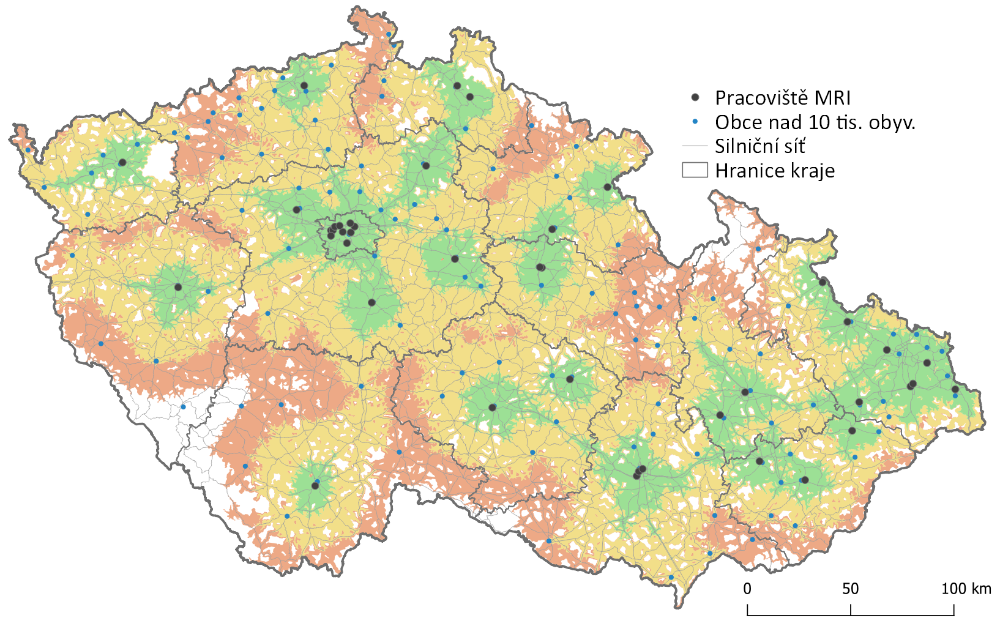 Pracoviště MRI
Obce nad 10 tis. obyv.
Silniční síť
Hranice kraje
0 50 100 km